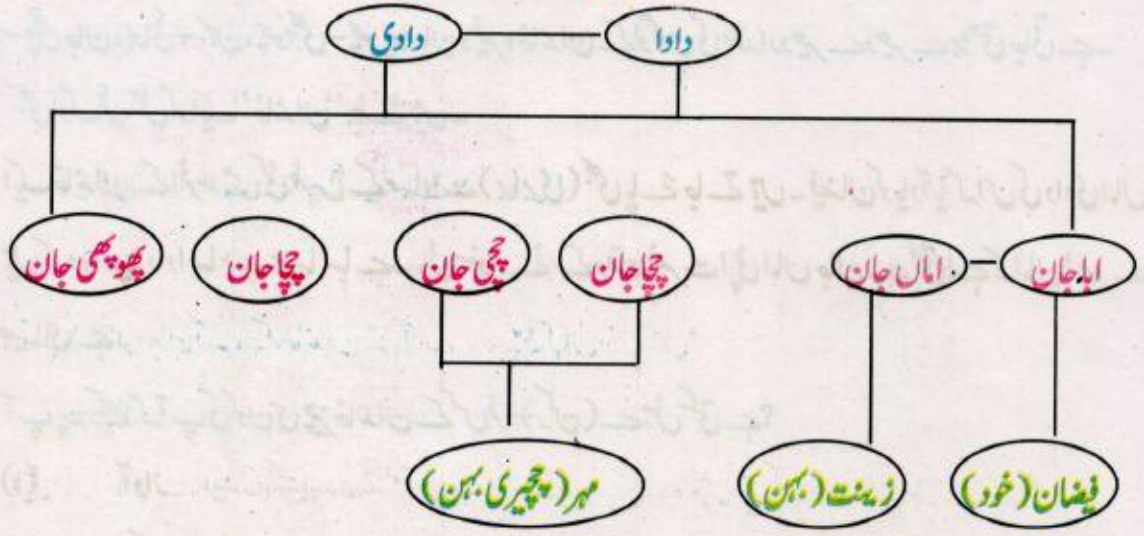 دادا دادی
ابا جان اماں جان چچا جان چچی جان چچا جان پھوپھی جان
فیضان (خود) زینت (بہن) مہر (چچیری بہن)